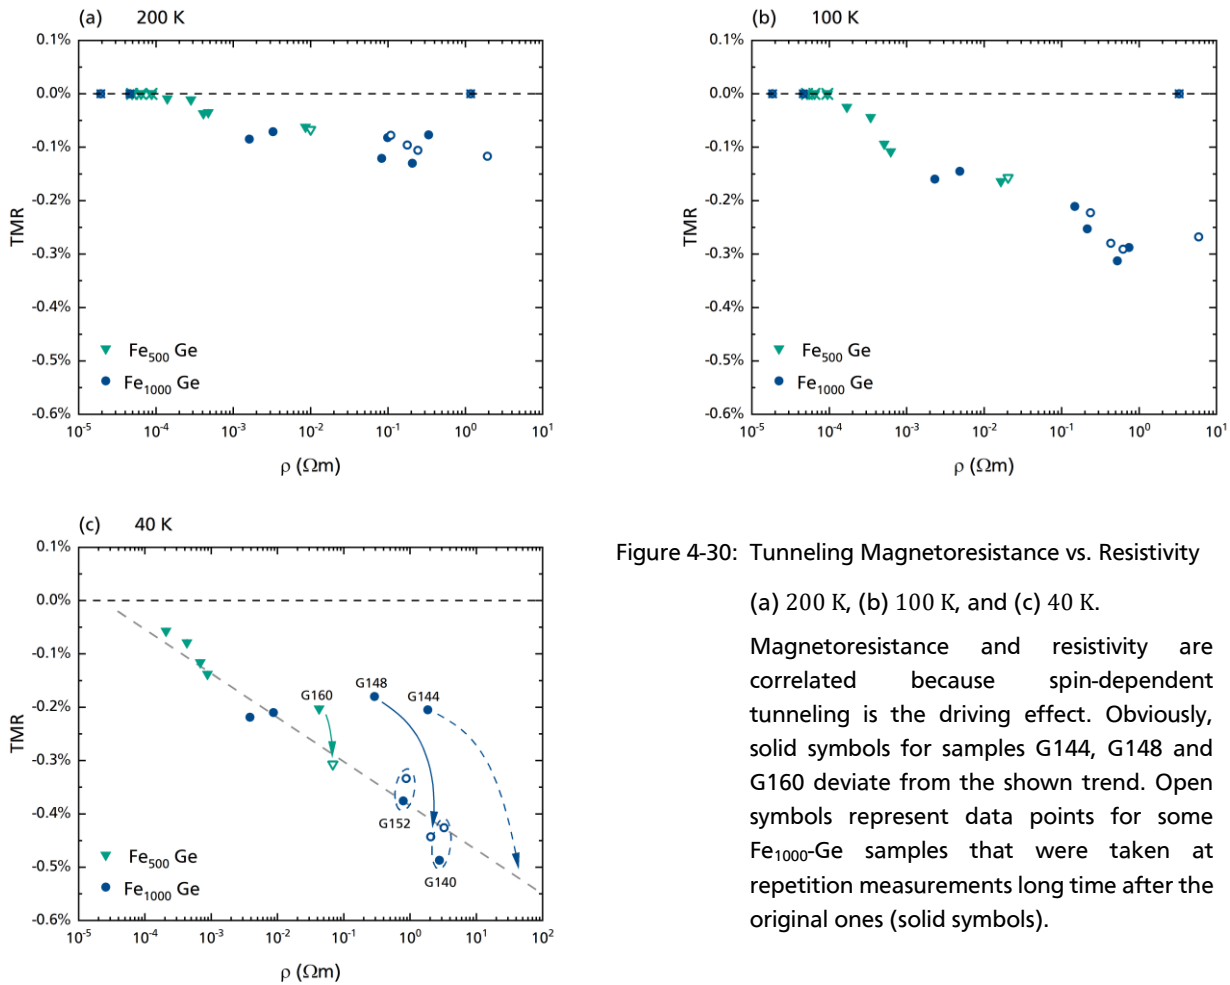 (a) 200 K
0.1%
0.0%
-0.1%
-0.2%
-0.3%
-0.4%
-0.5%
-0.6%
TMR
Fe500 Ge
Fe1000 Ge
10-5 10-4 10-3 10-2 10-1 100 101
ρ (Ωm)
(b) 100 K
0.1%
0.0%
-0.1%
-0.2%
-0.3%
-0.4%
-0.5%
-0.6%
TMR
Fe500 Ge
Fe1000 Ge
10-5 10-4 10-3 10-2 10-1 100 101
ρ (Ωm)
(c) 40 K
0.1%
0.0%
-0.1%
-0.2%
-0.3%
-0.4%
-0.5%
-0.6%
TMR
G148
G144
G160
G152
G140
Fe500 Ge
Fe1000 Ge
10-5 10-4 10-3 10-2 10-1 100 101 102
ρ (Ωm)
Figure 4-30: Tunneling Magnetoresistance vs. Resistivity
(a) 200 K, (b) 100 K, and (c) 40 K.
Magnetoresistance and resistivity are
correlated because spin-dependent
tunneling is the driving effect. Obviously,
solid symbols for samples G144, G148 and
G160 deviate from the shown trend. Open
symbols represent data points for some
Fe1000-Ge samples that were taken at
repetition measurements long time after the
original ones (solid symbols).